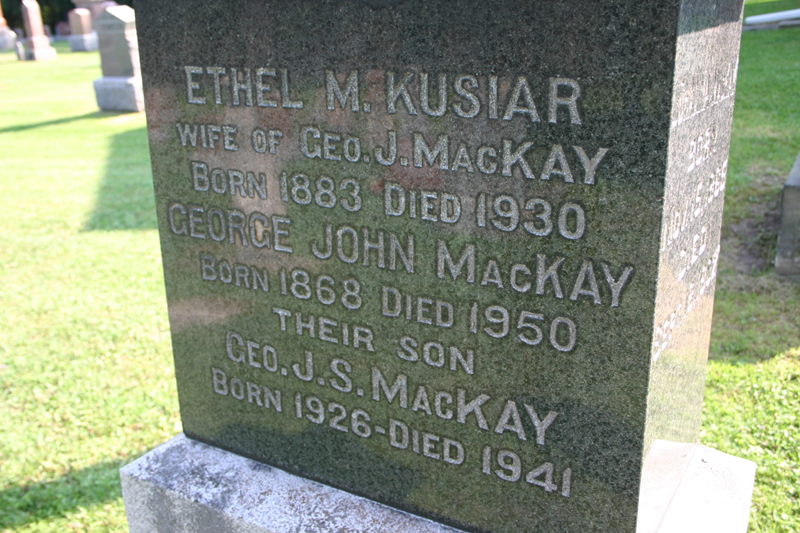 ETHEL M. KUSIAR
WIFE OF GEO. J. MACKAY
BORN 1883 DIED 1930
GEORGE JOHN MACKAY
BORN 1868 DIED 1950
THEIR SON
GEO. J. S. MACKAY
BORN 1926-DIED 1941